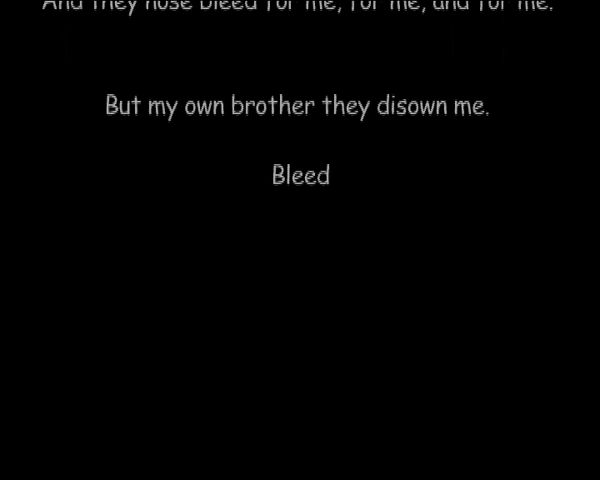 And they nose bleed for me, for me, and for me.
But my own brother they disown me.
Bleed